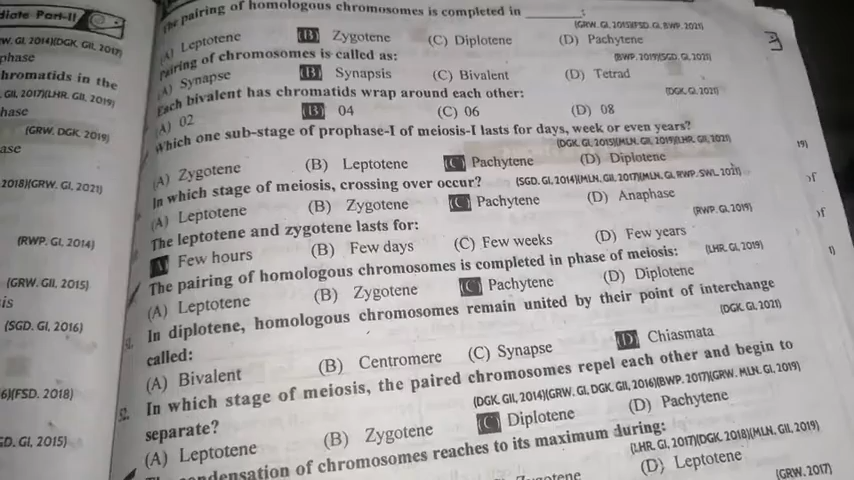 diate Part-II
W. GI, 2014)(DGK. GII, 2017)
phase
hromatids in the
GII, 2017)(LHR. GII, 2019)
hase
(GRW. DGK. 2019)
ase
2018)(GRW. GI, 2021)
(RWP. GI, 2014)
(GRW. GII, 2015)
is
(SGD. GI, 2016)
6)(FSD. 2018)
GD. GI, 2015)
The pairing of homologous chromosomes is completed in ______:
(GRW. GI, 2015)(FSD. GI, BWP. 2021)
(A) Leptotene (B) Zygotene (C) Diplotene (D) Pachytene
Pairing of chromosomes is called as:
(BWP. 2019)(SGD. GI, 2021)
(A) Synapse (B) Synapsis (C) Bivalent (D) Tetrad
Each bivalent has chromatids wrap around each other:
(DGK. GI, 2021)
(A) 02 (B) 04 (C) 06 (D) 08
Which one sub-stage of prophase-I of meiosis-I lasts for days, week or even years?
(DGK. GI, 2015)(MLN. GII, 2019)(LHR. GII, 2021)
(A) Zygotene (B) Leptotene (C) Pachytene (D) Diplotene
In which stage of meiosis, crossing over occur?
(SGD. GI, 2014)(MLN. GII, 2017)(MLN. GI, RWP. SWL. 2021)
(A) Leptotene (B) Zygotene (C) Pachytene (D) Anaphase
The leptotene and zygotene lasts for:
(RWP. GI, 2019)
(A) Few hours (B) Few days (C) Few weeks (D) Few years
The pairing of homologous chromosomes is completed in phase of meiosis:
(LHR. GI, 2019)
(A) Leptotene (B) Zygotene (C) Pachytene (D) Diplotene
51. In diplotene, homologous chromosomes remain united by their point of interchange
called:
(DGK. GI, 2021)
(A) Bivalent (B) Centromere (C) Synapse (D) Chiasmata
52. In which stage of meiosis, the paired chromosomes repel each other and begin to
separate?
(DGK. GII, 2014)(GRW. GI, DGK. GII, 2016)(BWP. 2017)(GRW. MLN. GI, 2019)
(A) Leptotene (B) Zygotene (C) Diplotene (D) Pachytene
ndensation of chromosomes reaches to its maximum during:
(LHR. GI, 2017)(DGK. 2018)(MLN. GII, 2019)
(D) Leptotene
(GRW. 2017)
19)
of
of
1)